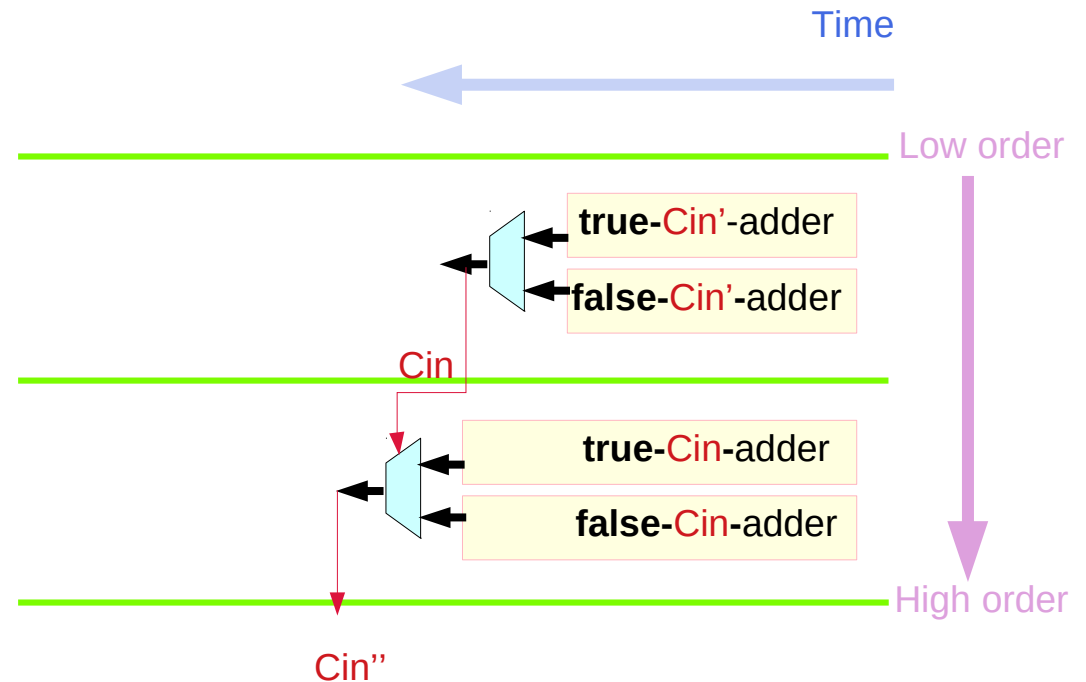 Time
Low order
true-Cin’-adder
false-Cin’-adder
Cin
true-Cin-adder
false-Cin-adder
High order
Cin’’